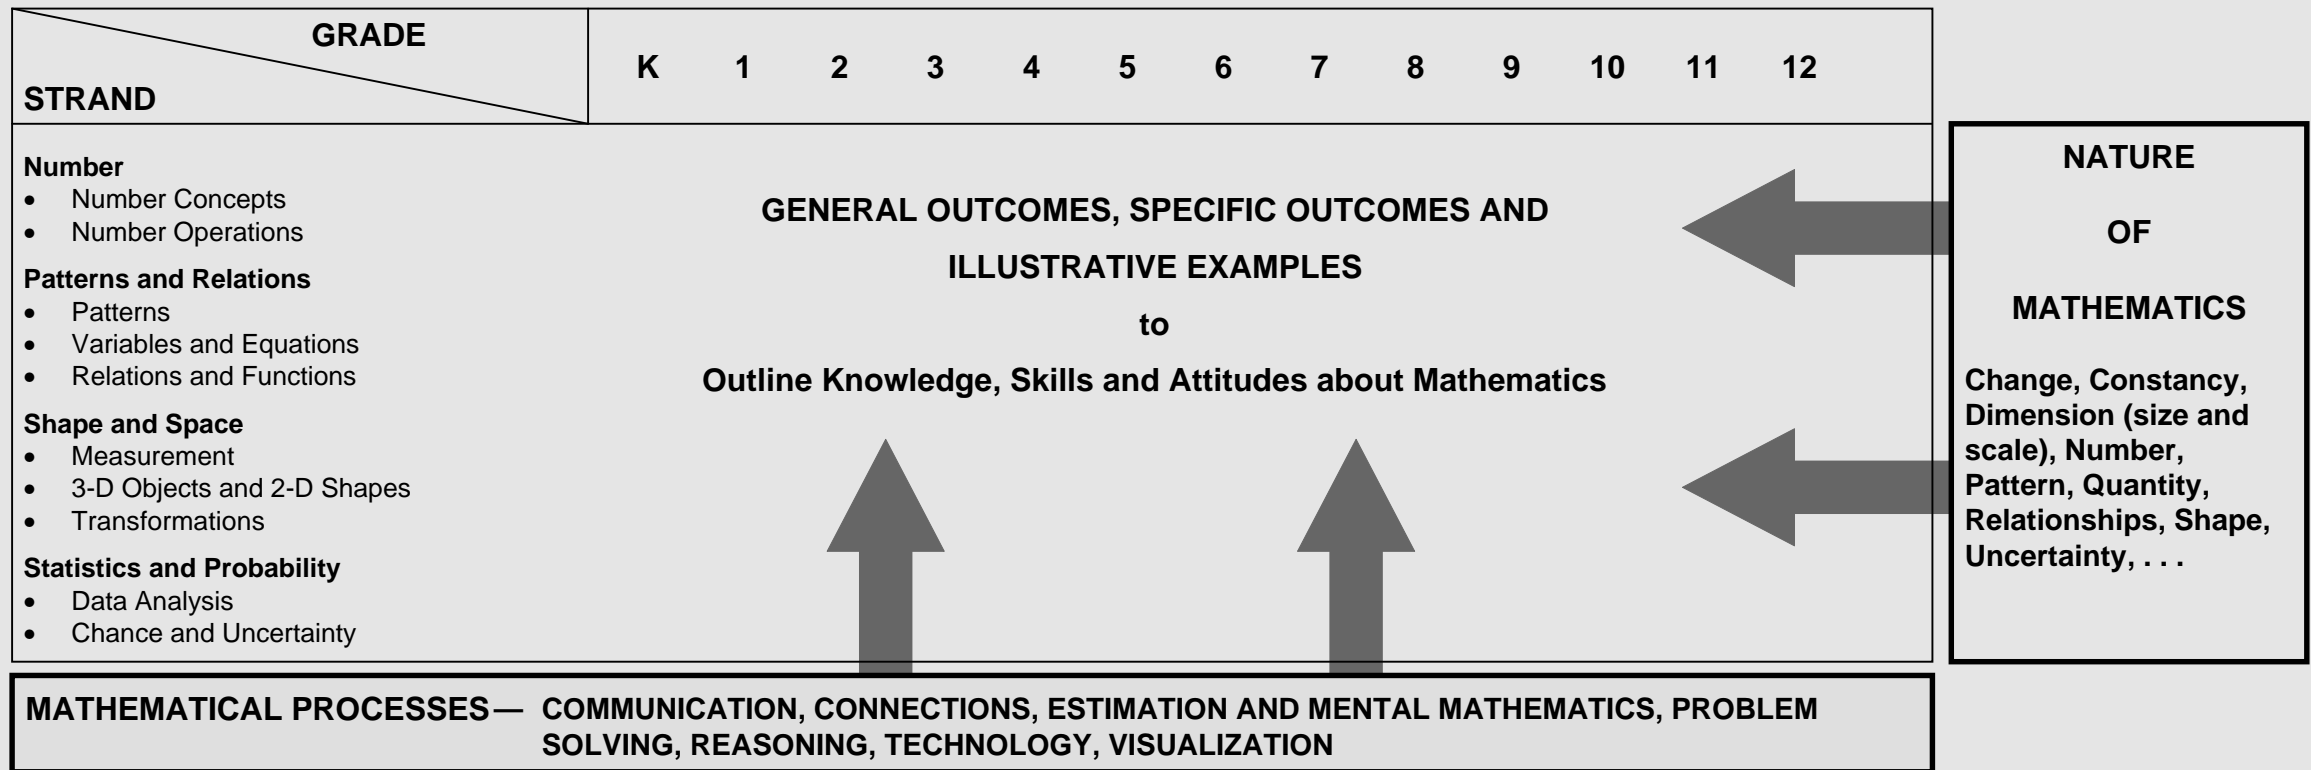 GRADE
STRAND
K 1 2 3 4 5 6 7 8 9 10 11 12
Number
• Number Concepts
• Number Operations
Patterns and Relations
• Patterns
• Variables and Equations
• Relations and Functions
Shape and Space
• Measurement
• 3-D Objects and 2-D Shapes
• Transformations
Statistics and Probability
• Data Analysis
• Chance and Uncertainty
GENERAL OUTCOMES, SPECIFIC OUTCOMES AND
ILLUSTRATIVE EXAMPLES
to
Outline Knowledge, Skills and Attitudes about Mathematics
NATURE
OF
MATHEMATICS
Change, Constancy,
Dimension (size and
scale), Number,
Pattern, Quantity,
Relationships, Shape,
Uncertainty, . . .
MATHEMATICAL PROCESSES— COMMUNICATION, CONNECTIONS, ESTIMATION AND MENTAL MATHEMATICS, PROBLEM
SOLVING, REASONING, TECHNOLOGY, VISUALIZATION